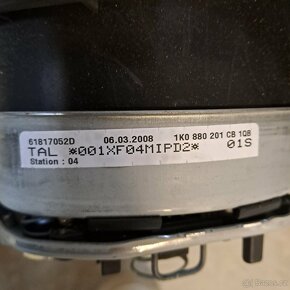 61817052D 06.03.2008 1K0 880 201 CB 1QB
TAL *001XF04MIPD2* 01S
Station : 04